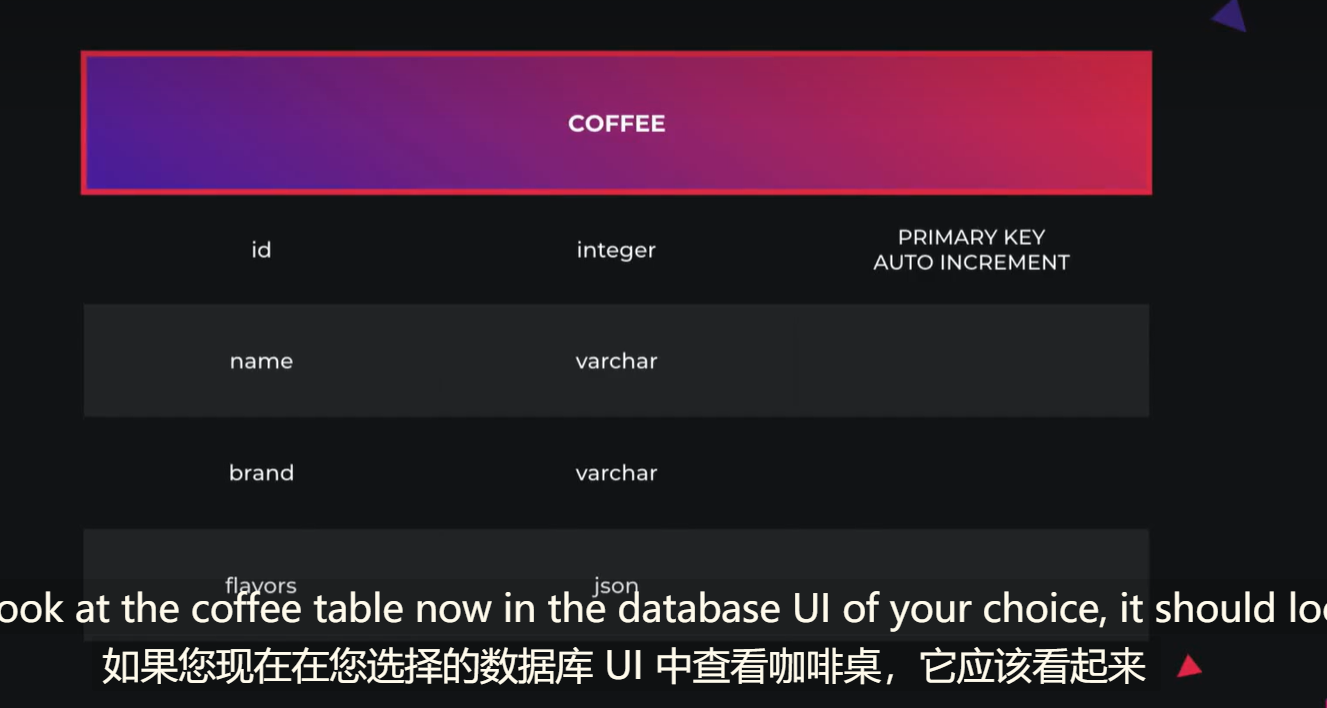 COFFEE
id integer PRIMARY KEY
AUTO INCREMENT
name varchar
brand varchar
flavors json
ook at the coffee table now in the database UI of your choice, it should loo
如果您现在在您选择的数据库 UI 中查看咖啡桌，它应该看起来